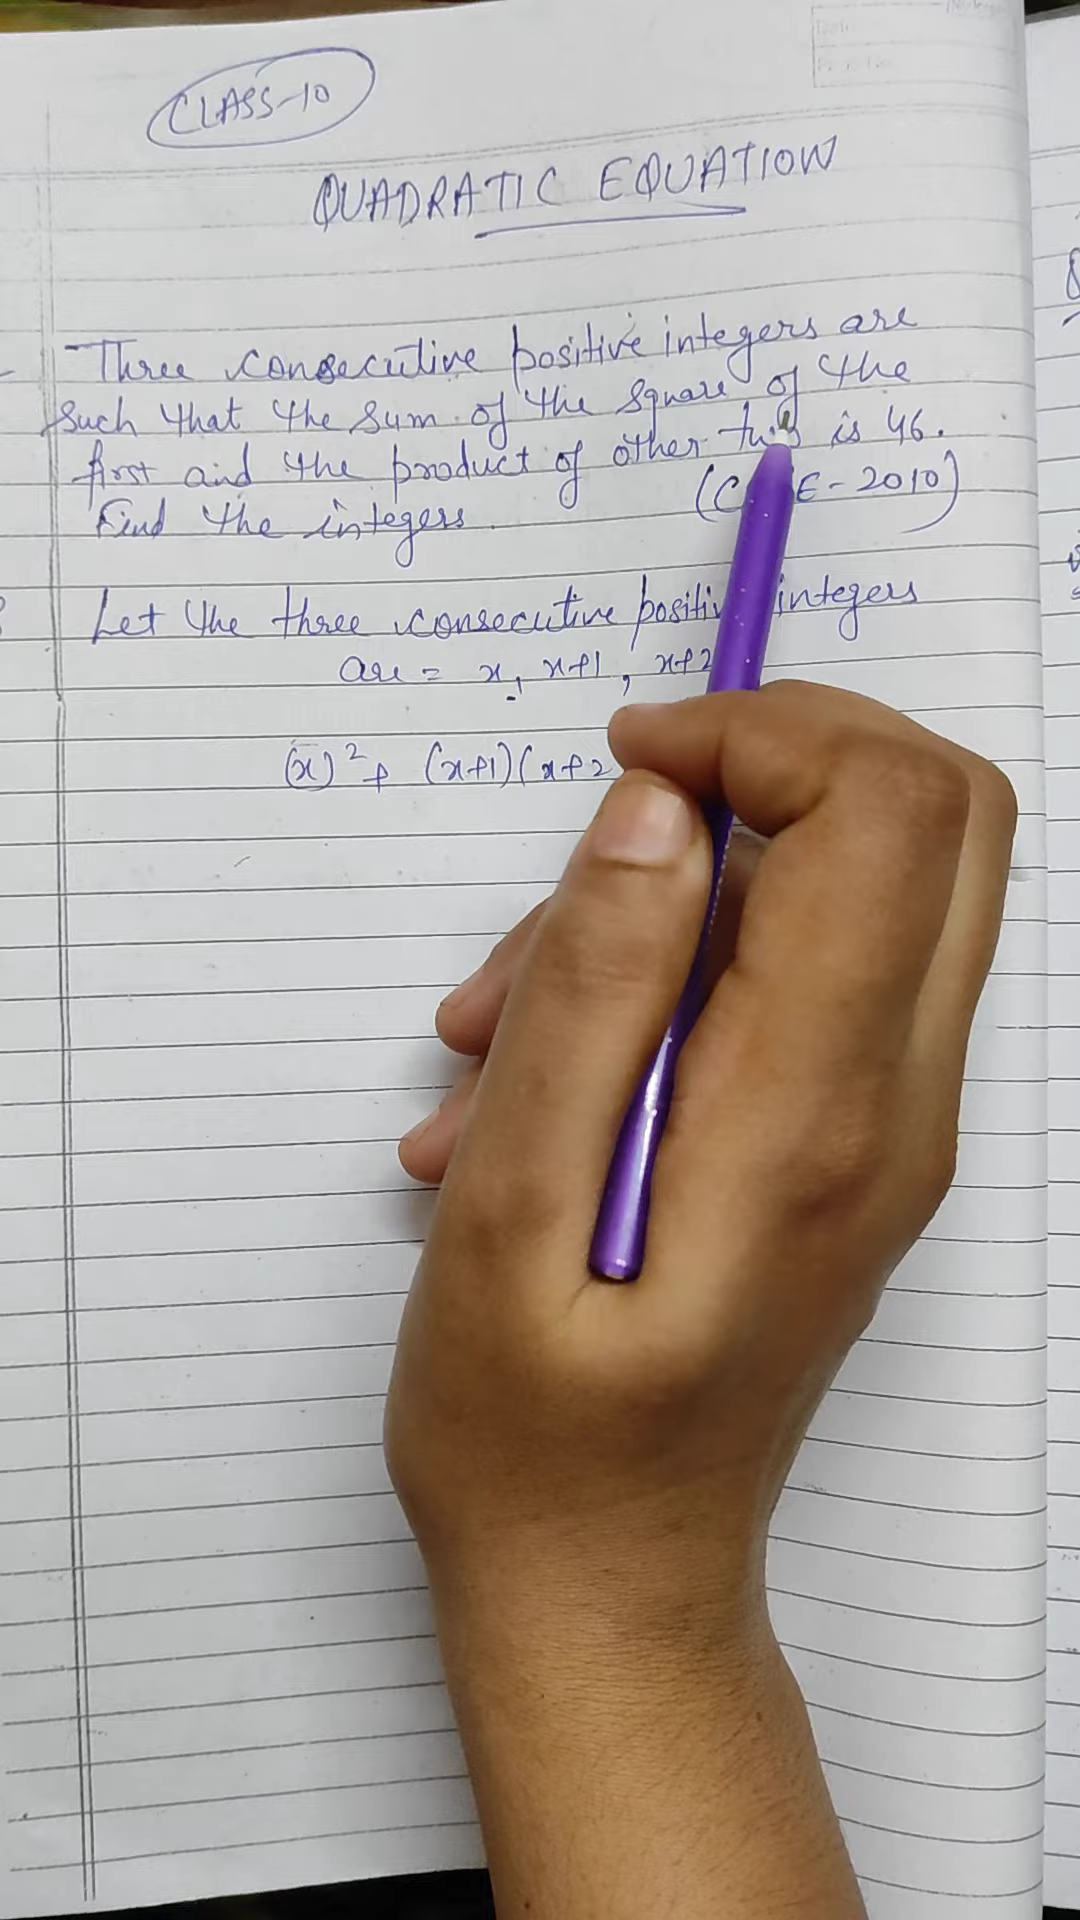 CLASS-10
QUADRATIC EQUATION
Three consecutive positive integers are
such that the sum of the square of the
first and the product of other two is 46.
Find the integers. (C E - 2010)
Let the three consecutive positiv integers
are = x, x+1, x+2
(x)² + (x+1)(x+2